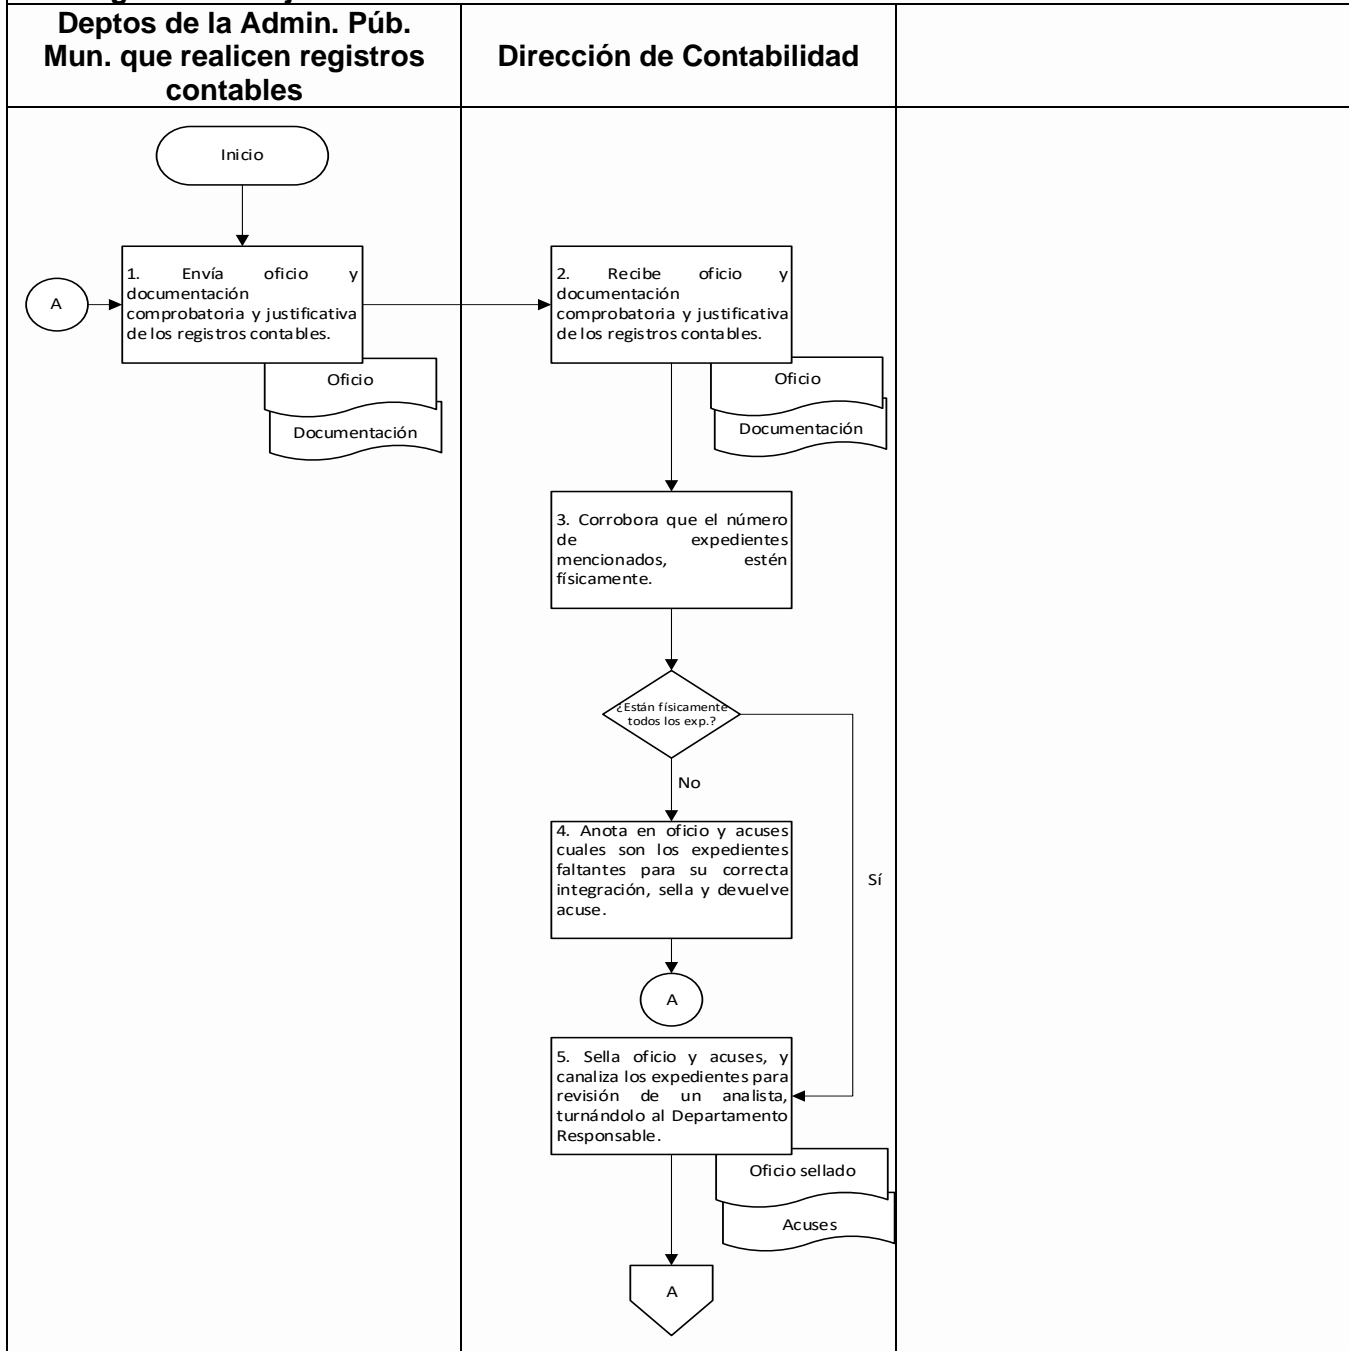 Deptos de la Admin. Púb.
Mun. que realicen registros
contables
Dirección de Contabilidad
Inicio
A
1. Envía oficio y
documentación
comprobatoria y justificativa
de los registros contables.
Oficio
Documentación
2. Recibe oficio y
documentación
comprobatoria y justificativa
de los registros contables.
Oficio
Documentación
3. Corrobora que el número
de expedientes
mencionados, estén
físicamente.
¿Están físicamente
todos los exp.?
No
Sí
4. Anota en oficio y acuses
cuales son los expedientes
faltantes para su correcta
integración, sella y devuelve
acuse.
A
5. Sella oficio y acuses, y
canaliza los expedientes para
revisión de un analista,
turnándolo al Departamento
Responsable.
Oficio sellado
Acuses
A